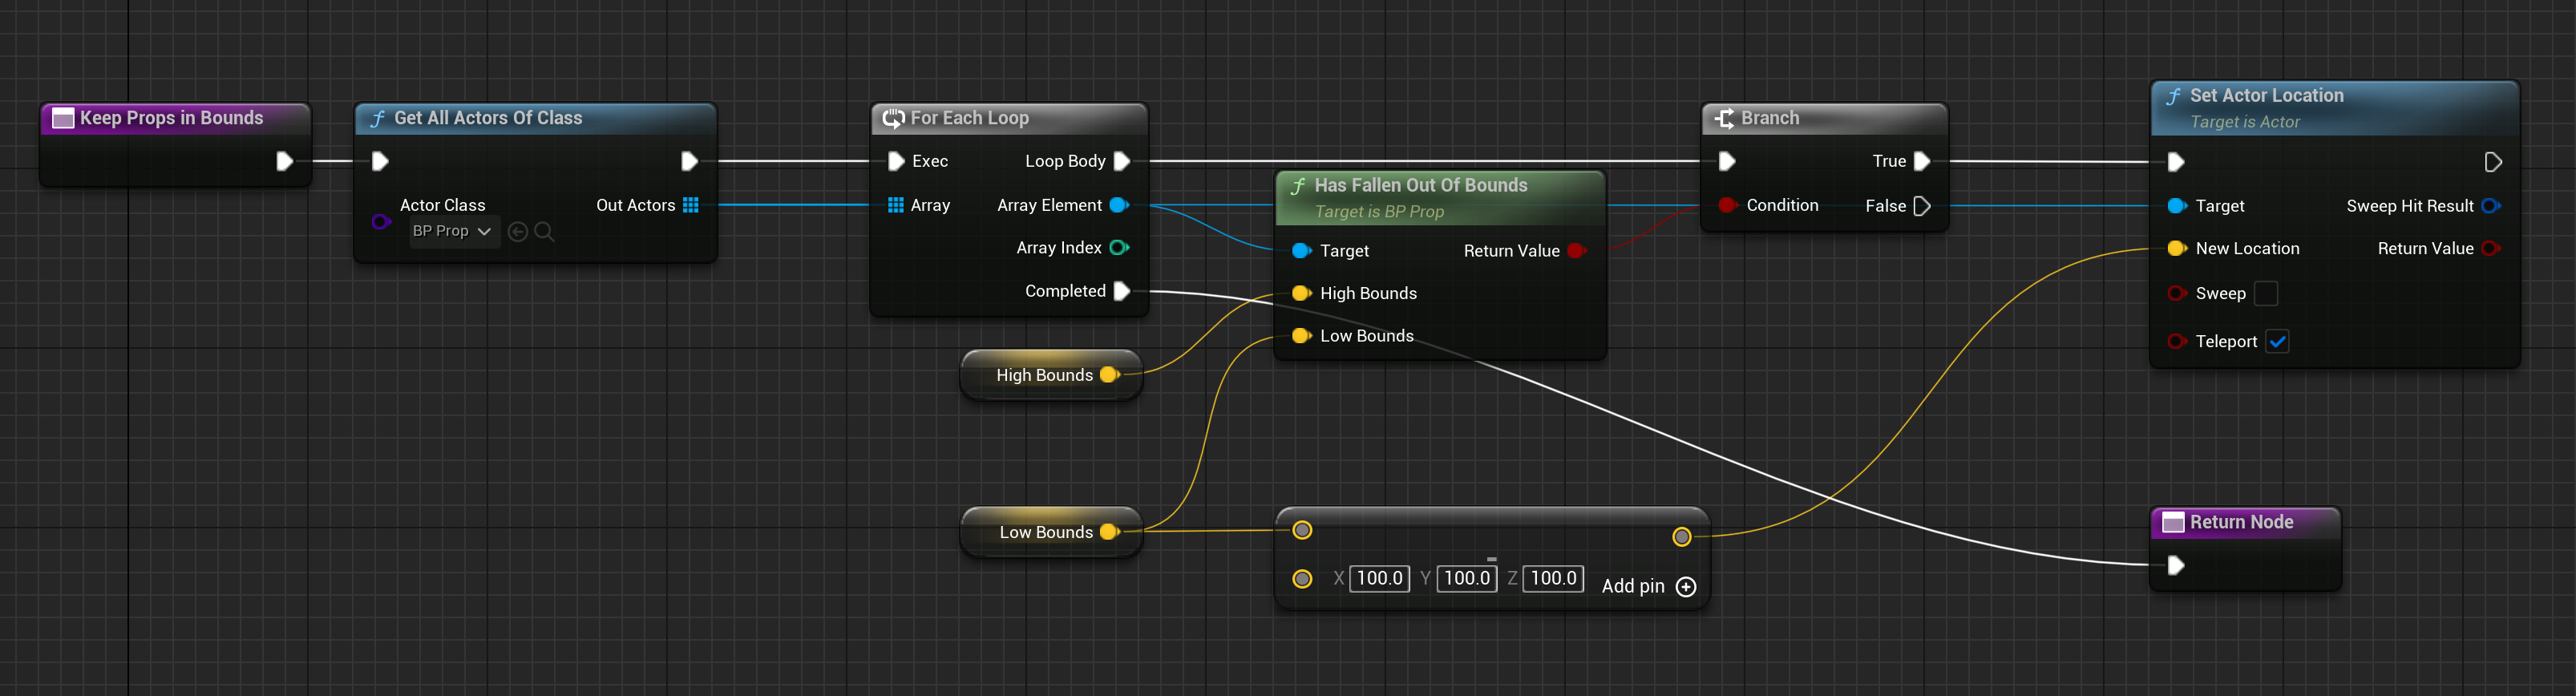 Keep Props in Bounds
Get All Actors Of Class
Actor Class
BP Prop
Out Actors
For Each Loop
Exec
Loop Body
Array
Array Element
Array Index
Completed
High Bounds
Low Bounds
Has Fallen Out Of Bounds
Target is BP Prop
Target
Return Value
High Bounds
Low Bounds
X 100.0 Y 100.0 Z 100.0
Add pin
Branch
True
Condition
False
Set Actor Location
Target is Actor
Target
Sweep Hit Result
New Location
Return Value
Sweep
Teleport
Return Node